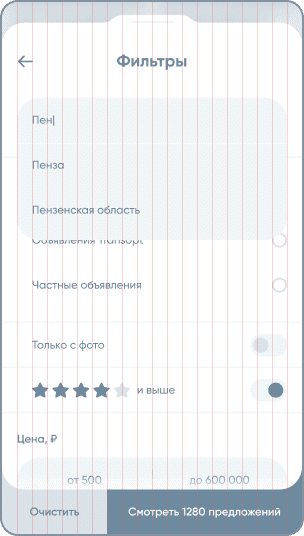 Фильтры
Пен
Пенза
Пензенская область
Объявления Transopt
Частные объявления
Только с фото
и выше
Цена, ₽
от 500 до 600 000
Очистить Смотреть 1280 предложений